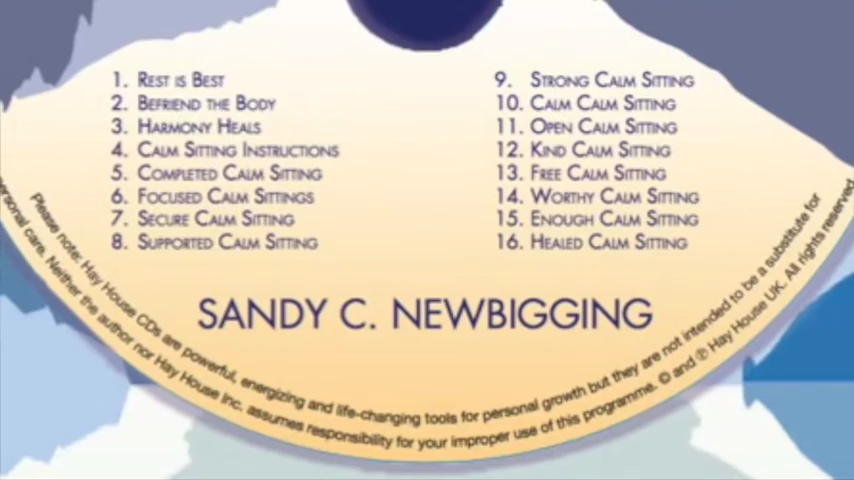 1. Rest is Best
2. Befriend the Body
3. Harmony Heals
4. Calm Sitting Instructions
5. Completed Calm Sitting
6. Focused Calm Sittings
7. Secure Calm Sitting
8. Supported Calm Sitting
9. Strong Calm Sitting
10. Calm Calm Sitting
11. Open Calm Sitting
12. Kind Calm Sitting
13. Free Calm Sitting
14. Worthy Calm Sitting
15. Enough Calm Sitting
16. Healed Calm Sitting
SANDY C. NEWBIGGING
Please note: Hay House CDs are powerful, energizing and life-changing tools for personal growth but they are not intended to be a substitute for
personal care. Neither the author nor Hay House Inc. assumes responsibility for your improper use of this programme. © and ℗ Hay House UK. All rights reserved